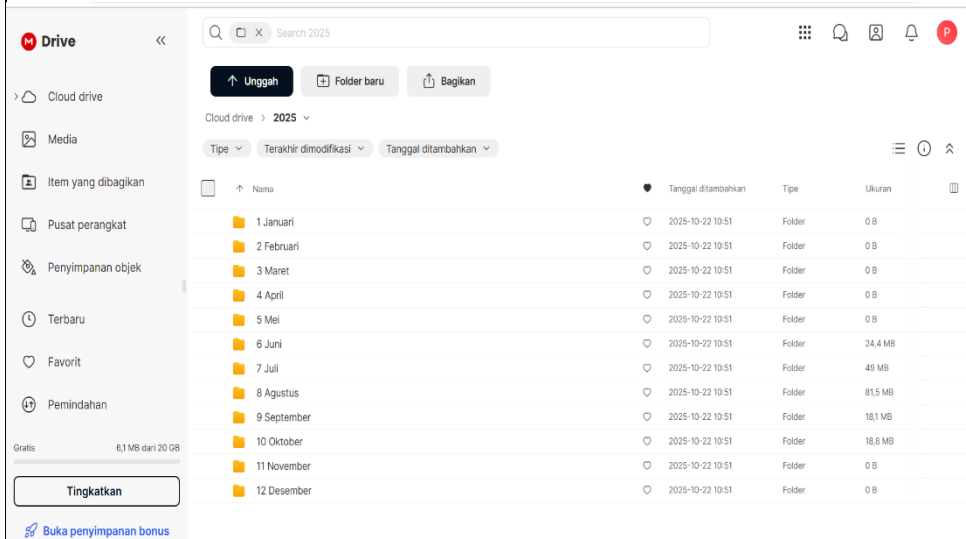 M Drive
Search 2025
P
Unggah
Folder baru
Bagikan
Cloud drive
Media
Item yang dibagikan
Pusat perangkat
Penyimpanan objek
Terbaru
Favorit
Pemindahan
Gratis 6,1 MB dari 20 GB
Tingkatkan
Buka penyimpanan bonus
Cloud drive > 2025
Tipe Terakhir dimodifikasi Tanggal ditambahkan
Nama Tanggal ditambahkan Tipe Ukuran
1 Januari 2025-10-22 10:51 Folder 0 B
2 Februari 2025-10-22 10:51 Folder 0 B
3 Maret 2025-10-22 10:51 Folder 0 B
4 April 2025-10-22 10:51 Folder 0 B
5 Mei 2025-10-22 10:51 Folder 0 B
6 Juni 2025-10-22 10:51 Folder 24,4 MB
7 Juli 2025-10-22 10:51 Folder 49 MB
8 Agustus 2025-10-22 10:51 Folder 81,5 MB
9 September 2025-10-22 10:51 Folder 18,1 MB
10 Oktober 2025-10-22 10:51 Folder 18,8 MB
11 November 2025-10-22 10:51 Folder 0 B
12 Desember 2025-10-22 10:51 Folder 0 B